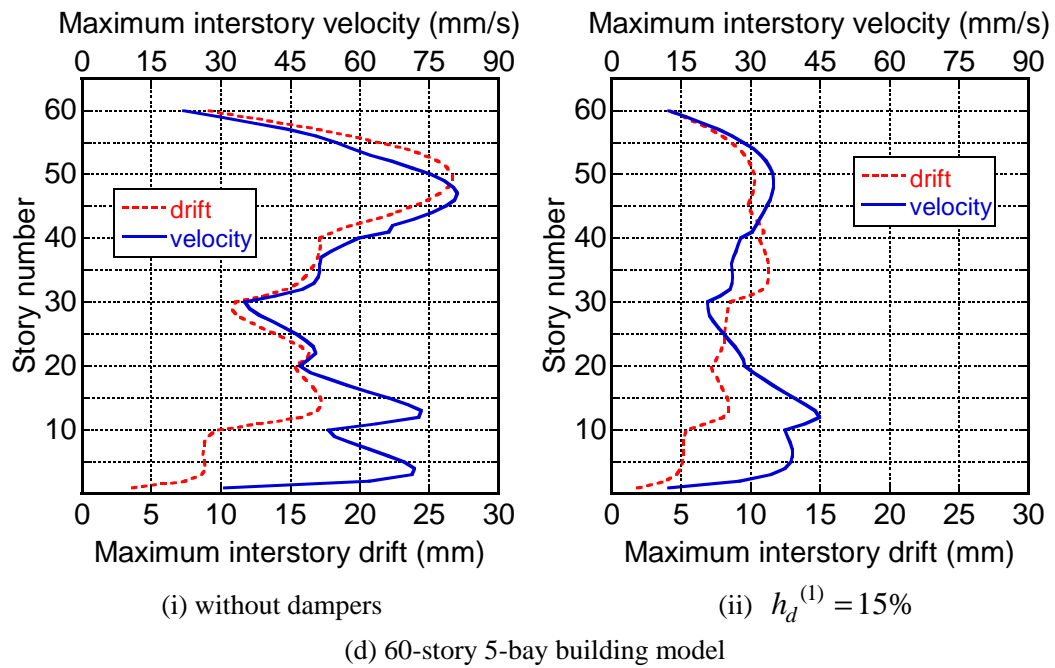 Maximum interstory velocity (mm/s)
0 15 30 45 60 75 90
60
50
40
30
20
10
Story number
drift
velocity
0 5 10 15 20 25 30
Maximum interstory drift (mm)
(i) without dampers
Maximum interstory velocity (mm/s)
0 15 30 45 60 75 90
60
50
40
30
20
10
Story number
drift
velocity
0 5 10 15 20 25 30
Maximum interstory drift (mm)
(ii) h_d^(1) = 15%
(d) 60-story 5-bay building model